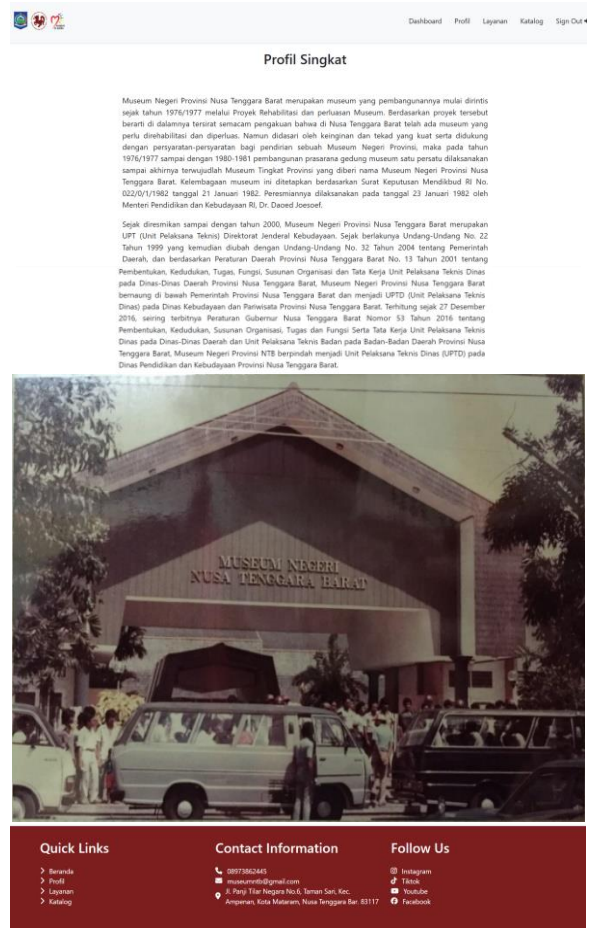 Dashboard Profil Layanan Katalog Sign Out
Profil Singkat
Museum Negeri Provinsi Nusa Tenggara Barat merupakan museum yang pembangunannya mulai dirintis
sejak tahun 1976/1977 melalui Proyek Rehabilitasi dan perluasan Museum. Berdasarkan proyek tersebut
berarti di dalamnya tersirat semacam pengakuan bahwa di Nusa Tenggara Barat telah ada museum yang
perlu direhabilitasi dan diperluas. Namun didasari oleh keinginan dan tekad yang kuat serta didukung
dengan persyaratan-persyaratan bagi pendirian sebuah Museum Negeri Provinsi, maka pada tahun
1976/1977 sampai dengan 1980-1981 pembangunan prasarana gedung museum satu persatu dilaksanakan
sampai akhirnya terwujudlah Museum Tingkat Provinsi yang diberi nama Museum Negeri Provinsi Nusa
Tenggara Barat. Kelembagaan museum ini ditetapkan berdasarkan Surat Keputusan Mendikbud RI No.
022/0/1/1982 tanggal 21 Januari 1982. Peresmiannya dilaksanakan pada tanggal 23 Januari 1982 oleh
Menteri Pendidikan dan Kebudayaan RI, Dr. Daoed Joesoef.
Sejak diresmikan sampai dengan tahun 2000, Museum Negeri Provinsi Nusa Tenggara Barat merupakan
UPT (Unit Pelaksana Teknis) Direktorat Jenderal Kebudayaan. Sejak berlakunya Undang-Undang No. 22
Tahun 1999 yang kemudian diubah dengan Undang-Undang No. 32 Tahun 2004 tentang Pemerintah
Daerah, dan berdasarkan Peraturan Daerah Provinsi Nusa Tenggara Barat No. 13 Tahun 2001 tentang
Pembentukan, Kedudukan, Tugas, Fungsi, Susunan Organisasi dan Tata Kerja Unit Pelaksana Teknis Dinas
pada Dinas-Dinas Daerah Provinsi Nusa Tenggara Barat, Museum Negeri Provinsi Nusa Tenggara Barat
bernaung di bawah Pemerintah Provinsi Nusa Tenggara Barat dan menjadi UPTD (Unit Pelaksana Teknis
Dinas) pada Dinas Kebudayaan dan Pariwisata Provinsi Nusa Tenggara Barat. Terhitung sejak 27 Desember
2016, seiring terbitnya Peraturan Gubernur Nusa Tenggara Barat Nomor 53 Tahun 2016 tentang
Pembentukan, Kedudukan, Susunan Organisasi, Tugas dan Fungsi Serta Tata Kerja Unit Pelaksana Teknis
Dinas pada Dinas-Dinas Daerah dan Unit Pelaksana Teknis Badan pada Badan-Badan Daerah Provinsi Nusa
Tenggara Barat, Museum Negeri Provinsi NTB berpindah menjadi Unit Pelaksana Teknis Dinas (UPTD) pada
Dinas Pendidikan dan Kebudayaan Provinsi Nusa Tenggara Barat.
MUSEUM NEGERI
NUSA TENGGARA BARAT
Quick Links
Beranda
Profil
Layanan
Katalog
Contact Information
08973862445
museumntb@gmail.com
Jl. Panji Tilar Negara No.6, Taman Sari, Kec.
Ampenan, Kota Mataram, Nusa Tenggara Bar. 83117
Follow Us
Instagram
Tiktok
Youtube
Facebook